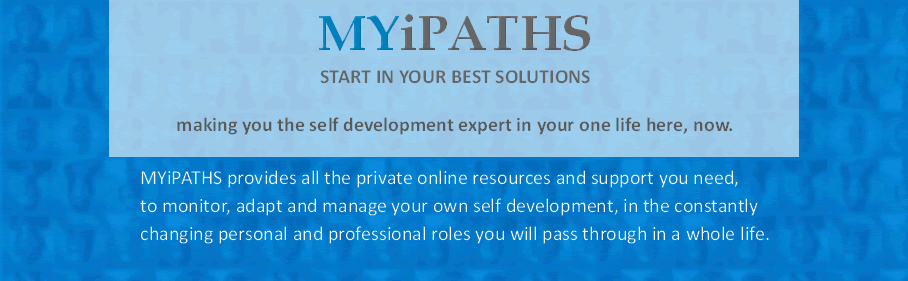 MYiPATHS
START IN YOUR BEST SOLUTIONS
making you the self development expert in your one life here, now.
MYiPATHS provides all the private online resources and support you need,
to monitor, adapt and manage your own self development, in the constantly
changing personal and professional roles you will pass through in a whole life.